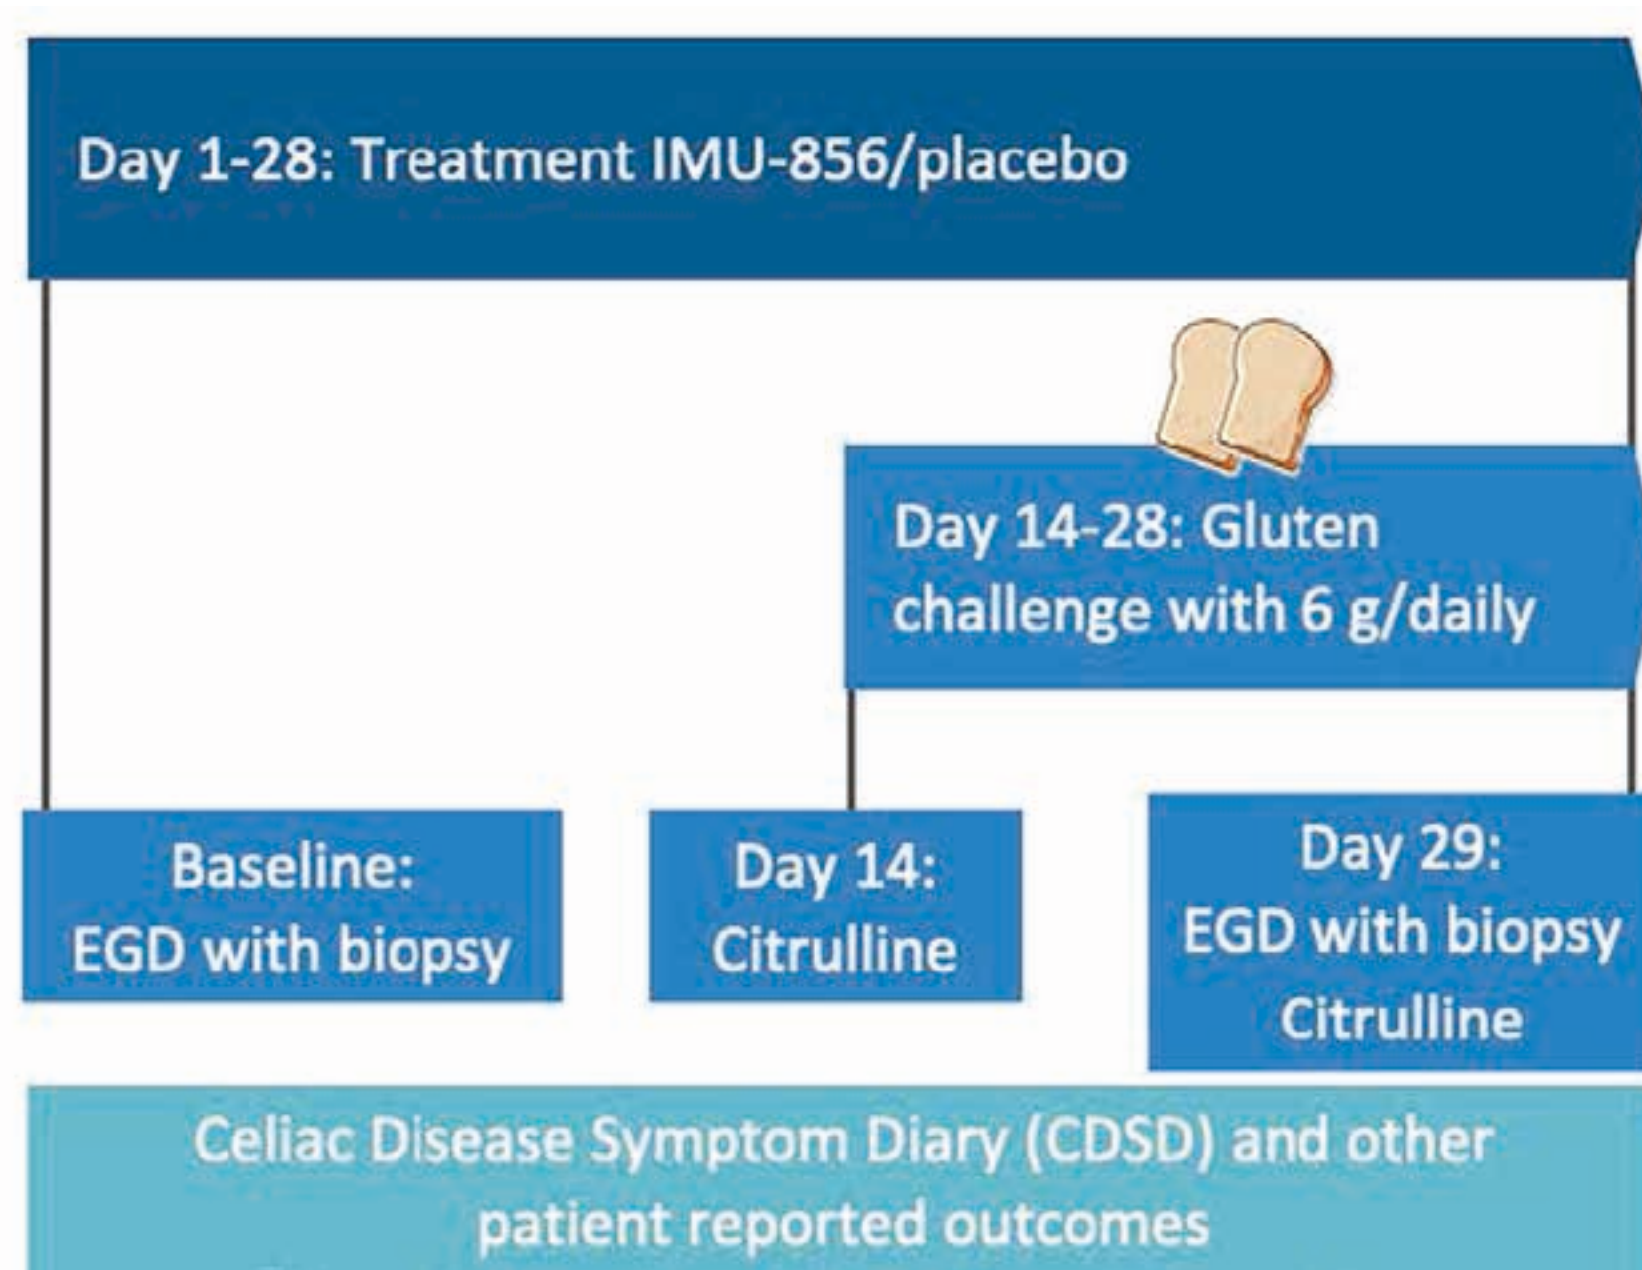 Day 1-28: Treatment IMU-856/placebo
Day 14-28: Gluten
challenge with 6 g/daily
Baseline:
EGD with biopsy
Day 14:
Citrulline
Day 29:
EGD with biopsy
Citrulline
Celiac Disease Symptom Diary (CDSD) and other
patient reported outcomes